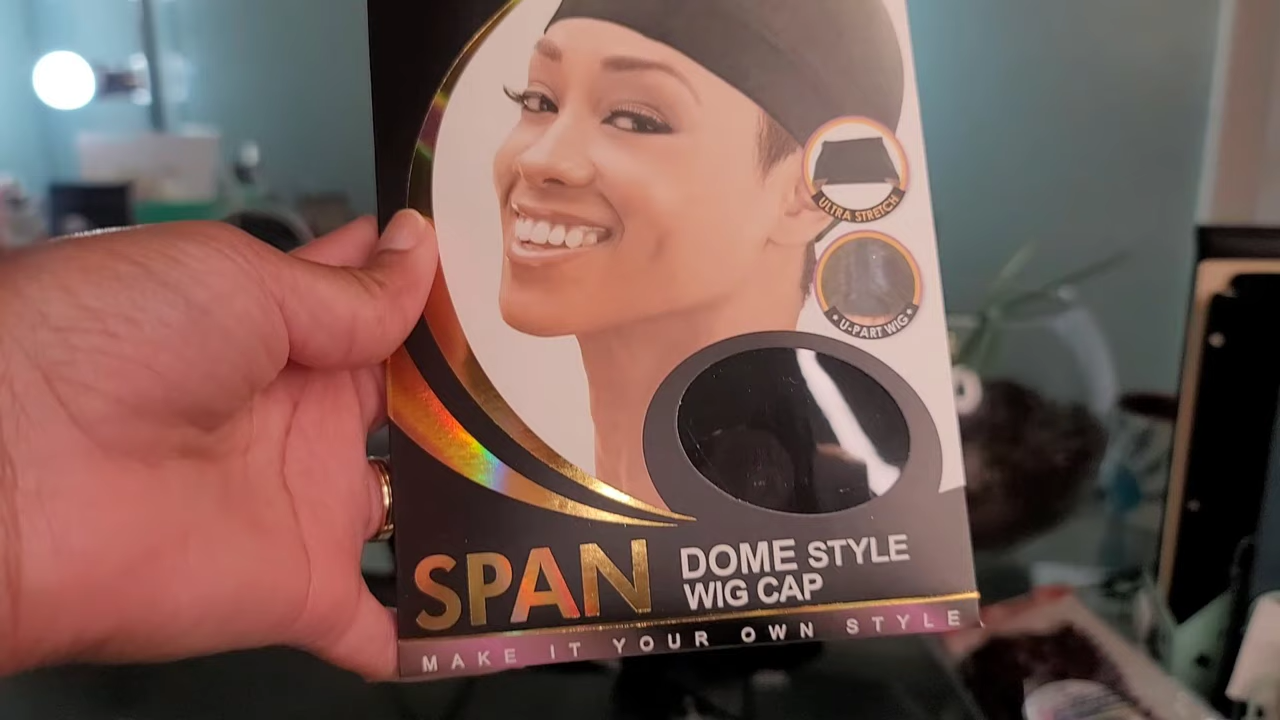 ULTRA STRETCH
• U-PART WIG •
SPAN
DOME STYLE
WIG CAP
MAKE IT YOUR OWN STYLE